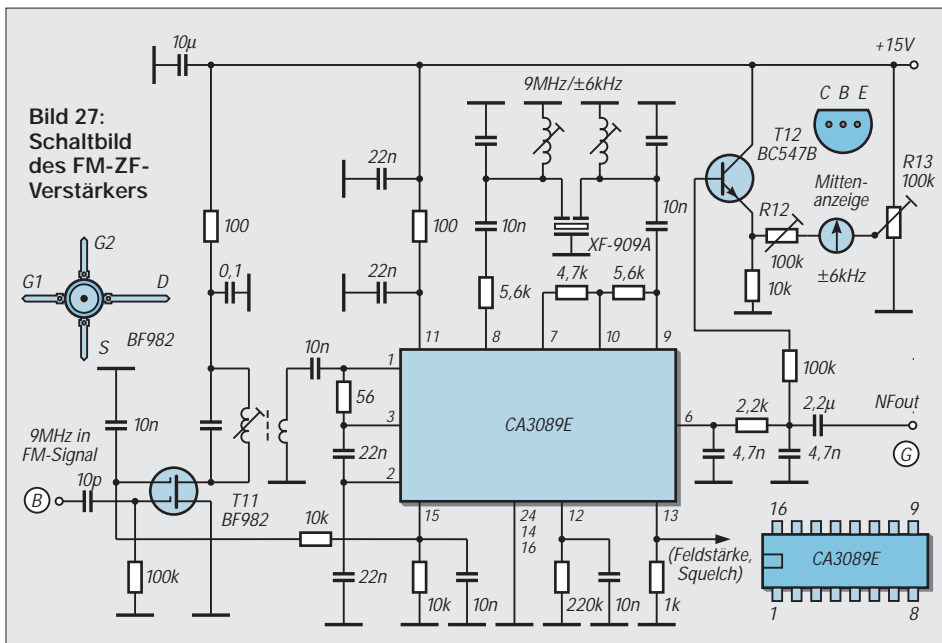 10µ
+15V
Bild 27:
Schaltbild
des FM-ZF-
Verstärkers
9MHz/±6kHz
C B E
T12
BC547B
R13
100k
22n
100
100
10n
10n
XF-909A
R12
100k
Mitten-
anzeige
±6kHz
G2
G1
D
S
BF982
0,1
22n
5,6k
4,7k
5,6k
10k
11
8
7
10
9
10n
1
56
3
22n
2
CA3089E
6
100k
2,2k
2,2µ
NFout
G
4,7n
4,7n
10n
9MHz in
FM-Signal
10p
B
T11
BF982
15
24
14
16
12
13
10k
100k
22n
10k
10n
220k
10n
1k
(Feldstärke,
Squelch)
16
9
CA3089E
1
8